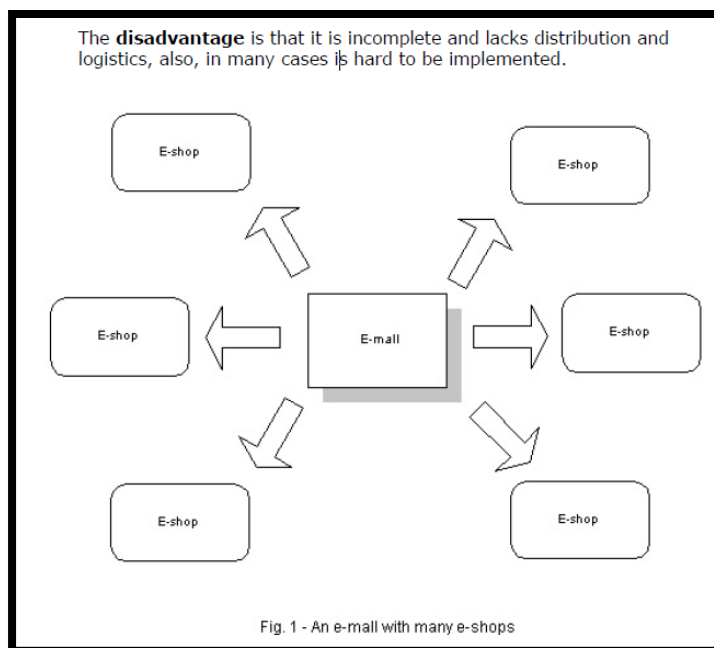 The disadvantage is that it is incomplete and lacks distribution and
logistics, also, in many cases is hard to be implemented.
E-shop
E-shop
E-shop
E-mall
E-shop
E-shop
E-shop
Fig. 1 - An e-mall with many e-shops